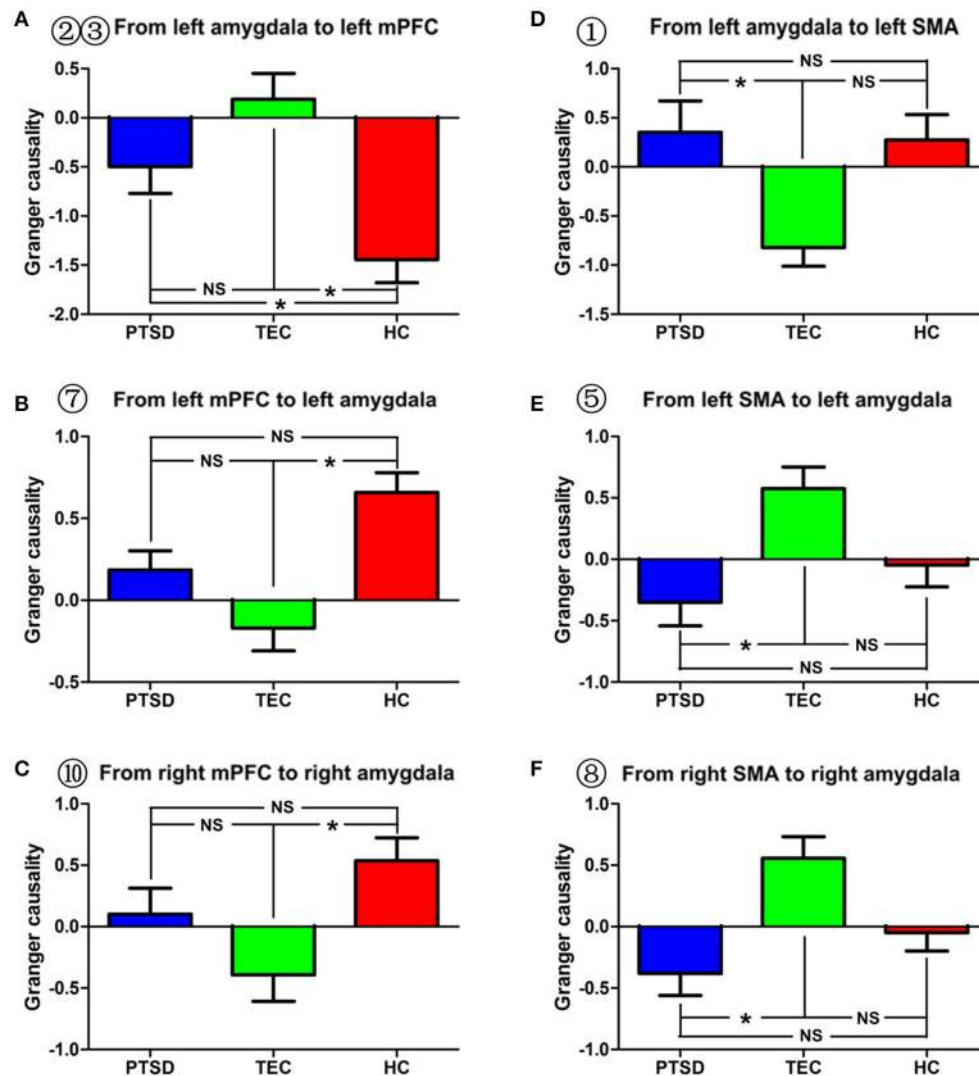 A ②③ From left amygdala to left mPFC
Granger causality
0.5
0.0
-0.5
-1.0
-1.5
-2.0
NS
*
*
PTSD TEC HC
B ⑦ From left mPFC to left amygdala
Granger causality
1.0
0.5
0.0
-0.5
NS
NS
*
PTSD TEC HC
C ⑩ From right mPFC to right amygdala
Granger causality
1.0
0.5
0.0
-0.5
-1.0
NS
NS
*
PTSD TEC HC
D ① From left amygdala to left SMA
Granger causality
1.0
0.5
0.0
-0.5
-1.0
-1.5
NS
*
NS
PTSD TEC HC
E ⑤ From left SMA to left amygdala
Granger causality
1.0
0.5
0.0
-0.5
-1.0
*
NS
NS
PTSD TEC HC
F ⑧ From right SMA to right amygdala
Granger causality
1.0
0.5
0.0
-0.5
-1.0
*
NS
NS
PTSD TEC HC